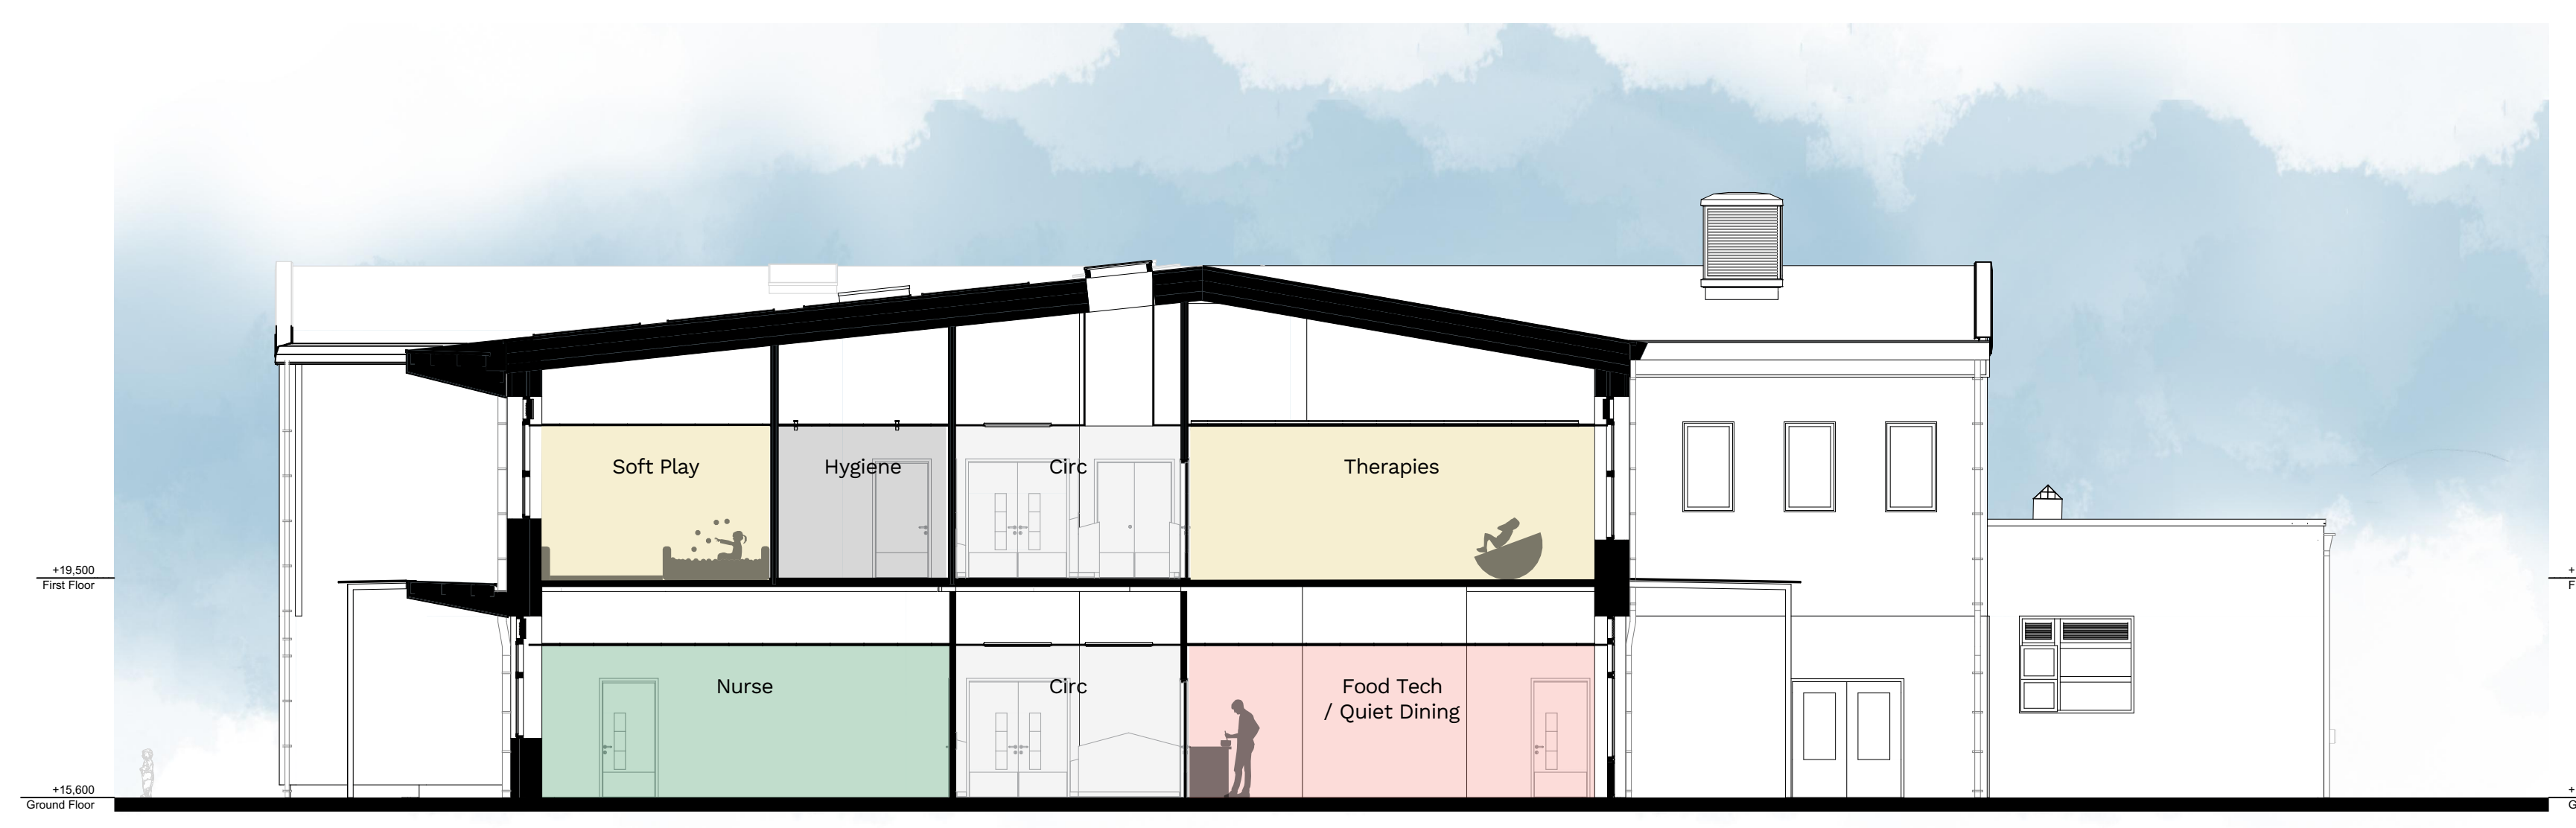 Soft Play
Hygiene
Circ
Therapies
+19,500
First Floor
+
F
Nurse
Circ
Food Tech
/ Quiet Dining
+15,600
Ground Floor
+
G